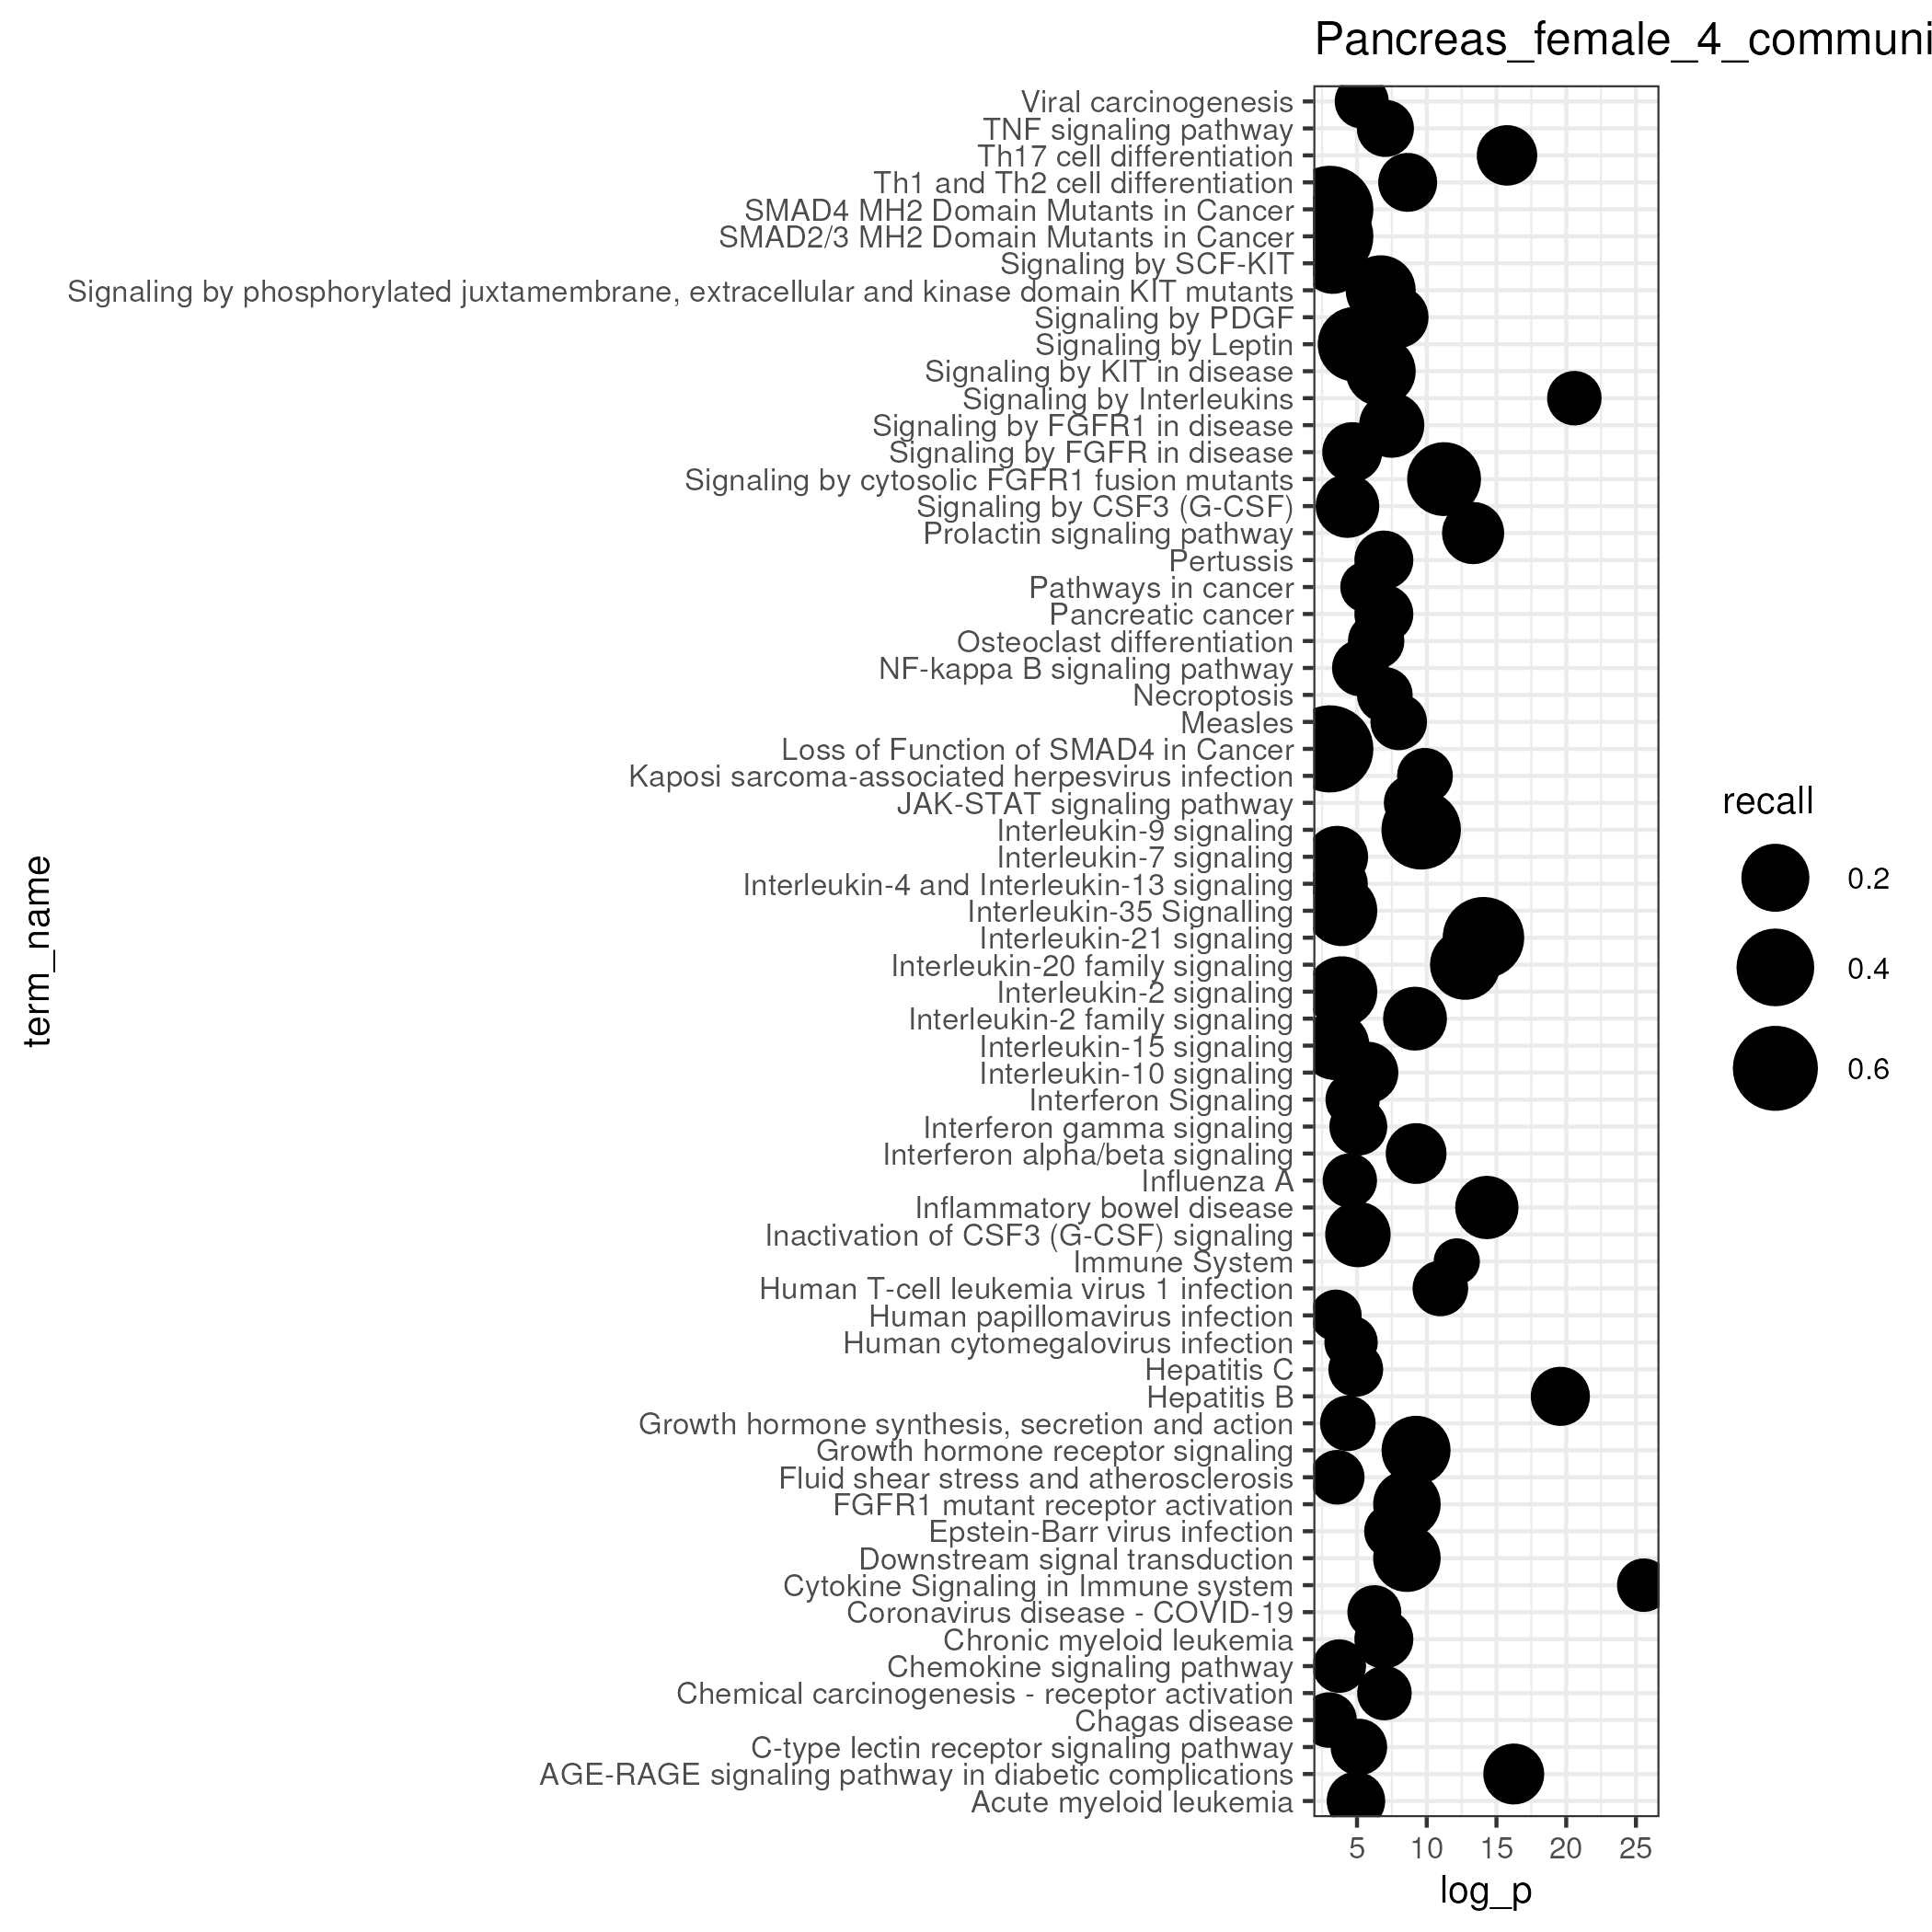 Pancreas_female_4_communi
Viral carcinogenesis
TNF signaling pathway
Th17 cell differentiation
Th1 and Th2 cell differentiation
SMAD4 MH2 Domain Mutants in Cancer
SMAD2/3 MH2 Domain Mutants in Cancer
Signaling by SCF-KIT
Signaling by phosphorylated juxtamembrane, extracellular and kinase domain KIT mutants
Signaling by PDGF
Signaling by Leptin
Signaling by KIT in disease
Signaling by Interleukins
Signaling by FGFR1 in disease
Signaling by FGFR in disease
Signaling by cytosolic FGFR1 fusion mutants
Signaling by CSF3 (G-CSF)
Prolactin signaling pathway
Pertussis
Pathways in cancer
Pancreatic cancer
Osteoclast differentiation
NF-kappa B signaling pathway
Necroptosis
Measles
Loss of Function of SMAD4 in Cancer
Kaposi sarcoma-associated herpesvirus infection
JAK-STAT signaling pathway
Interleukin-9 signaling
Interleukin-7 signaling
Interleukin-4 and Interleukin-13 signaling
Interleukin-35 Signalling
Interleukin-21 signaling
Interleukin-20 family signaling
Interleukin-2 signaling
Interleukin-2 family signaling
Interleukin-15 signaling
Interleukin-10 signaling
Interferon Signaling
Interferon gamma signaling
Interferon alpha/beta signaling
Influenza A
Inflammatory bowel disease
Inactivation of CSF3 (G-CSF) signaling
Immune System
Human T-cell leukemia virus 1 infection
Human papillomavirus infection
Human cytomegalovirus infection
Hepatitis C
Hepatitis B
Growth hormone synthesis, secretion and action
Growth hormone receptor signaling
Fluid shear stress and atherosclerosis
FGFR1 mutant receptor activation
Epstein-Barr virus infection
Downstream signal transduction
Cytokine Signaling in Immune system
Coronavirus disease - COVID-19
Chronic myeloid leukemia
Chemokine signaling pathway
Chemical carcinogenesis - receptor activation
Chagas disease
C-type lectin receptor signaling pathway
AGE-RAGE signaling pathway in diabetic complications
Acute myeloid leukemia
term_name
5 10 15 20 25
log_p
recall
0.2
0.4
0.6